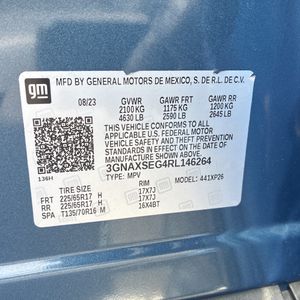 gm
MFD BY GENERAL MOTORS DE MEXICO, S. DE R.L. DE C.V.
08/23 GVWR GAWR FRT GAWR RR
2100 KG 1175 KG 1200 KG
4630 LB 2590 LB 2645 LB
THIS VEHICLE CONFORMS TO ALL
APPLICABLE U.S. FEDERAL MOTOR
VEHICLE SAFETY, BUMPER, AND
THEFT PREVENTION STANDARDS
IN EFFECT ON THE DATE OF
MANUFACTURE SHOWN ABOVE.
3GNAXSEG4RL146264
136H TYPE: MPV MODEL: 441XP26
RIM
FRT 225/65R17 H 17X7J
RR 225/65R17 H 17X7J
SPA T135/70R16 M 16X4BT